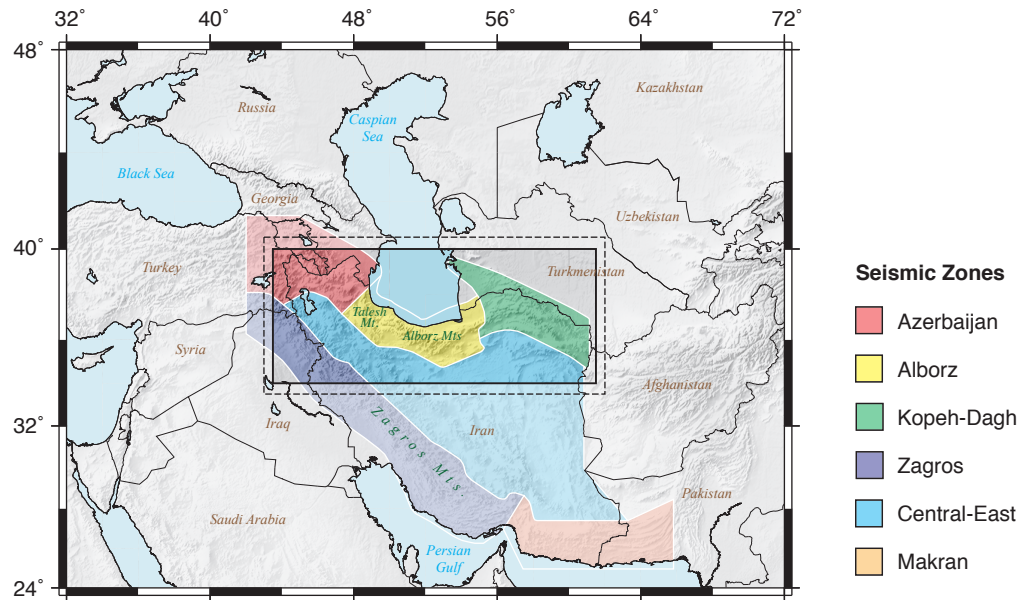 32° 40° 48° 56° 64° 72°
48°
Kazakhstan
Russia
Caspian
Sea
Black Sea
Georgia
Uzbekistan
40°
Turkey
Turkmenistan
Talesh
Mt.
Alborz Mts
Syria
Afghanistan
32°
Iraq
Zagros Mts.
Iran
Pakistan
Saudi Arabia
Persian
Gulf
24°
Seismic Zones
Azerbaijan
Alborz
Kopeh-Dagh
Zagros
Central-East
Makran